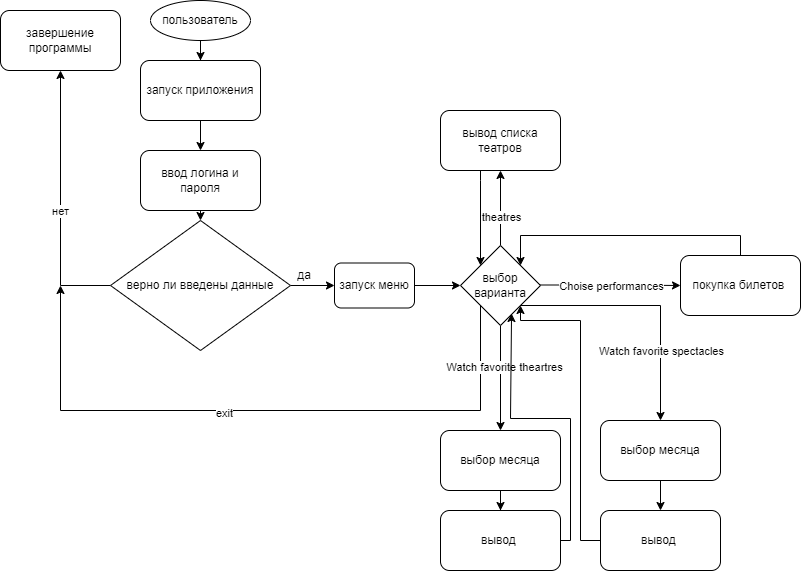 пользователь
завершение
программы
запуск приложения
вывод списка
театров
ввод логина и
пароля
нет
theatres
верно ли введены данные
да
запуск меню
выбор
варианта
Choise performances
покупка билетов
Watch favorite spectacles
Watch favorite theartres
exit
выбор месяца
выбор месяца
вывод
вывод